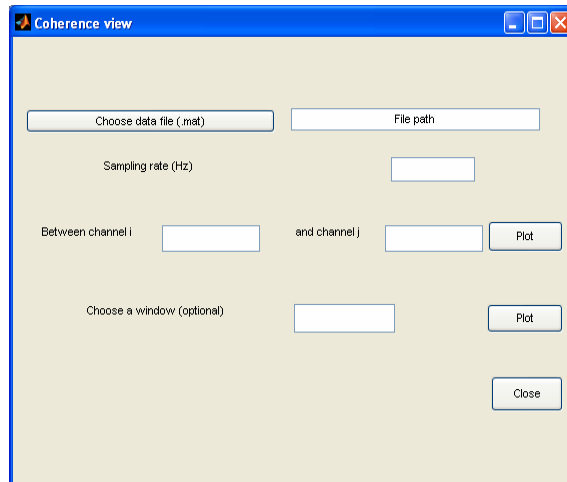 Coherence view
Choose data file (.mat) File path
Sampling rate (Hz)
Between channel i and channel j Plot
Choose a window (optional) Plot
Close